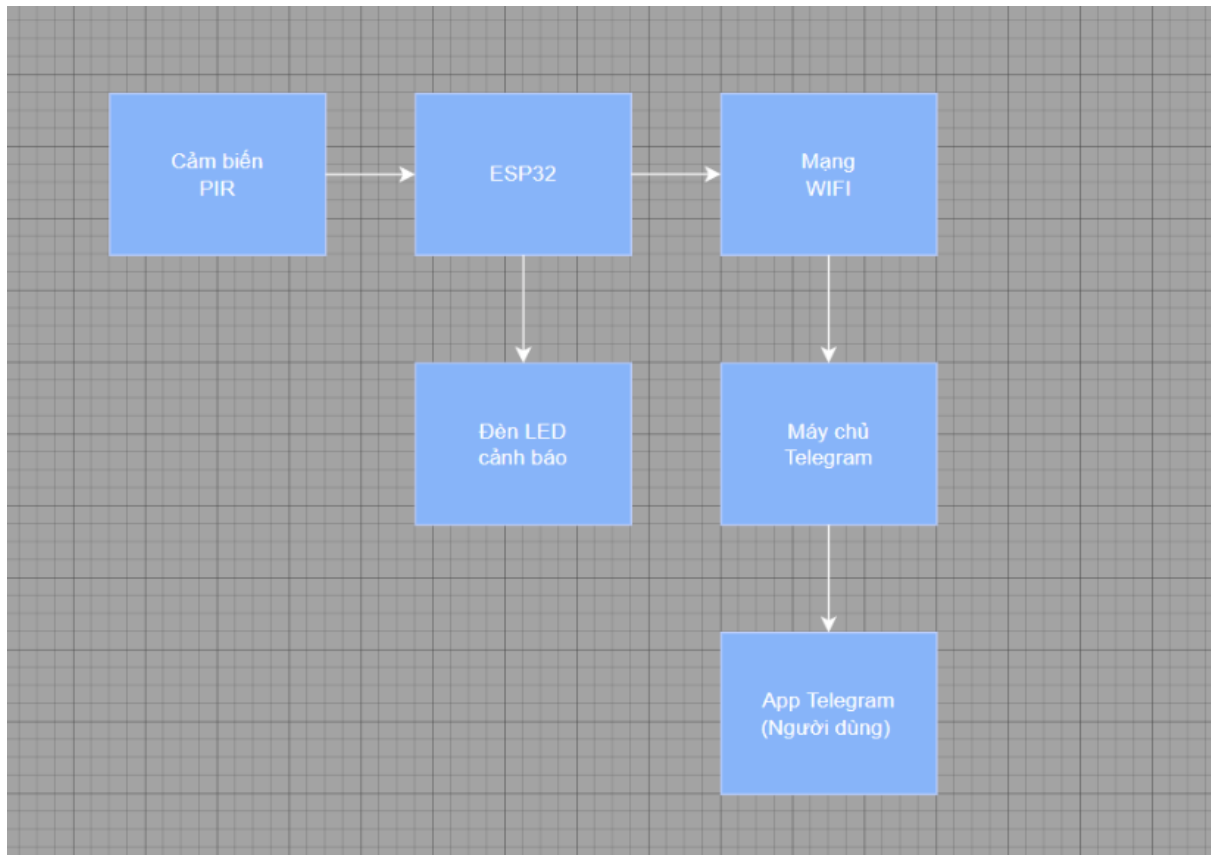 Cảm biến
PIR
ESP32
Mạng
WIFI
Đèn LED
cảnh báo
Máy chủ
Telegram
App Telegram
(Người dùng)